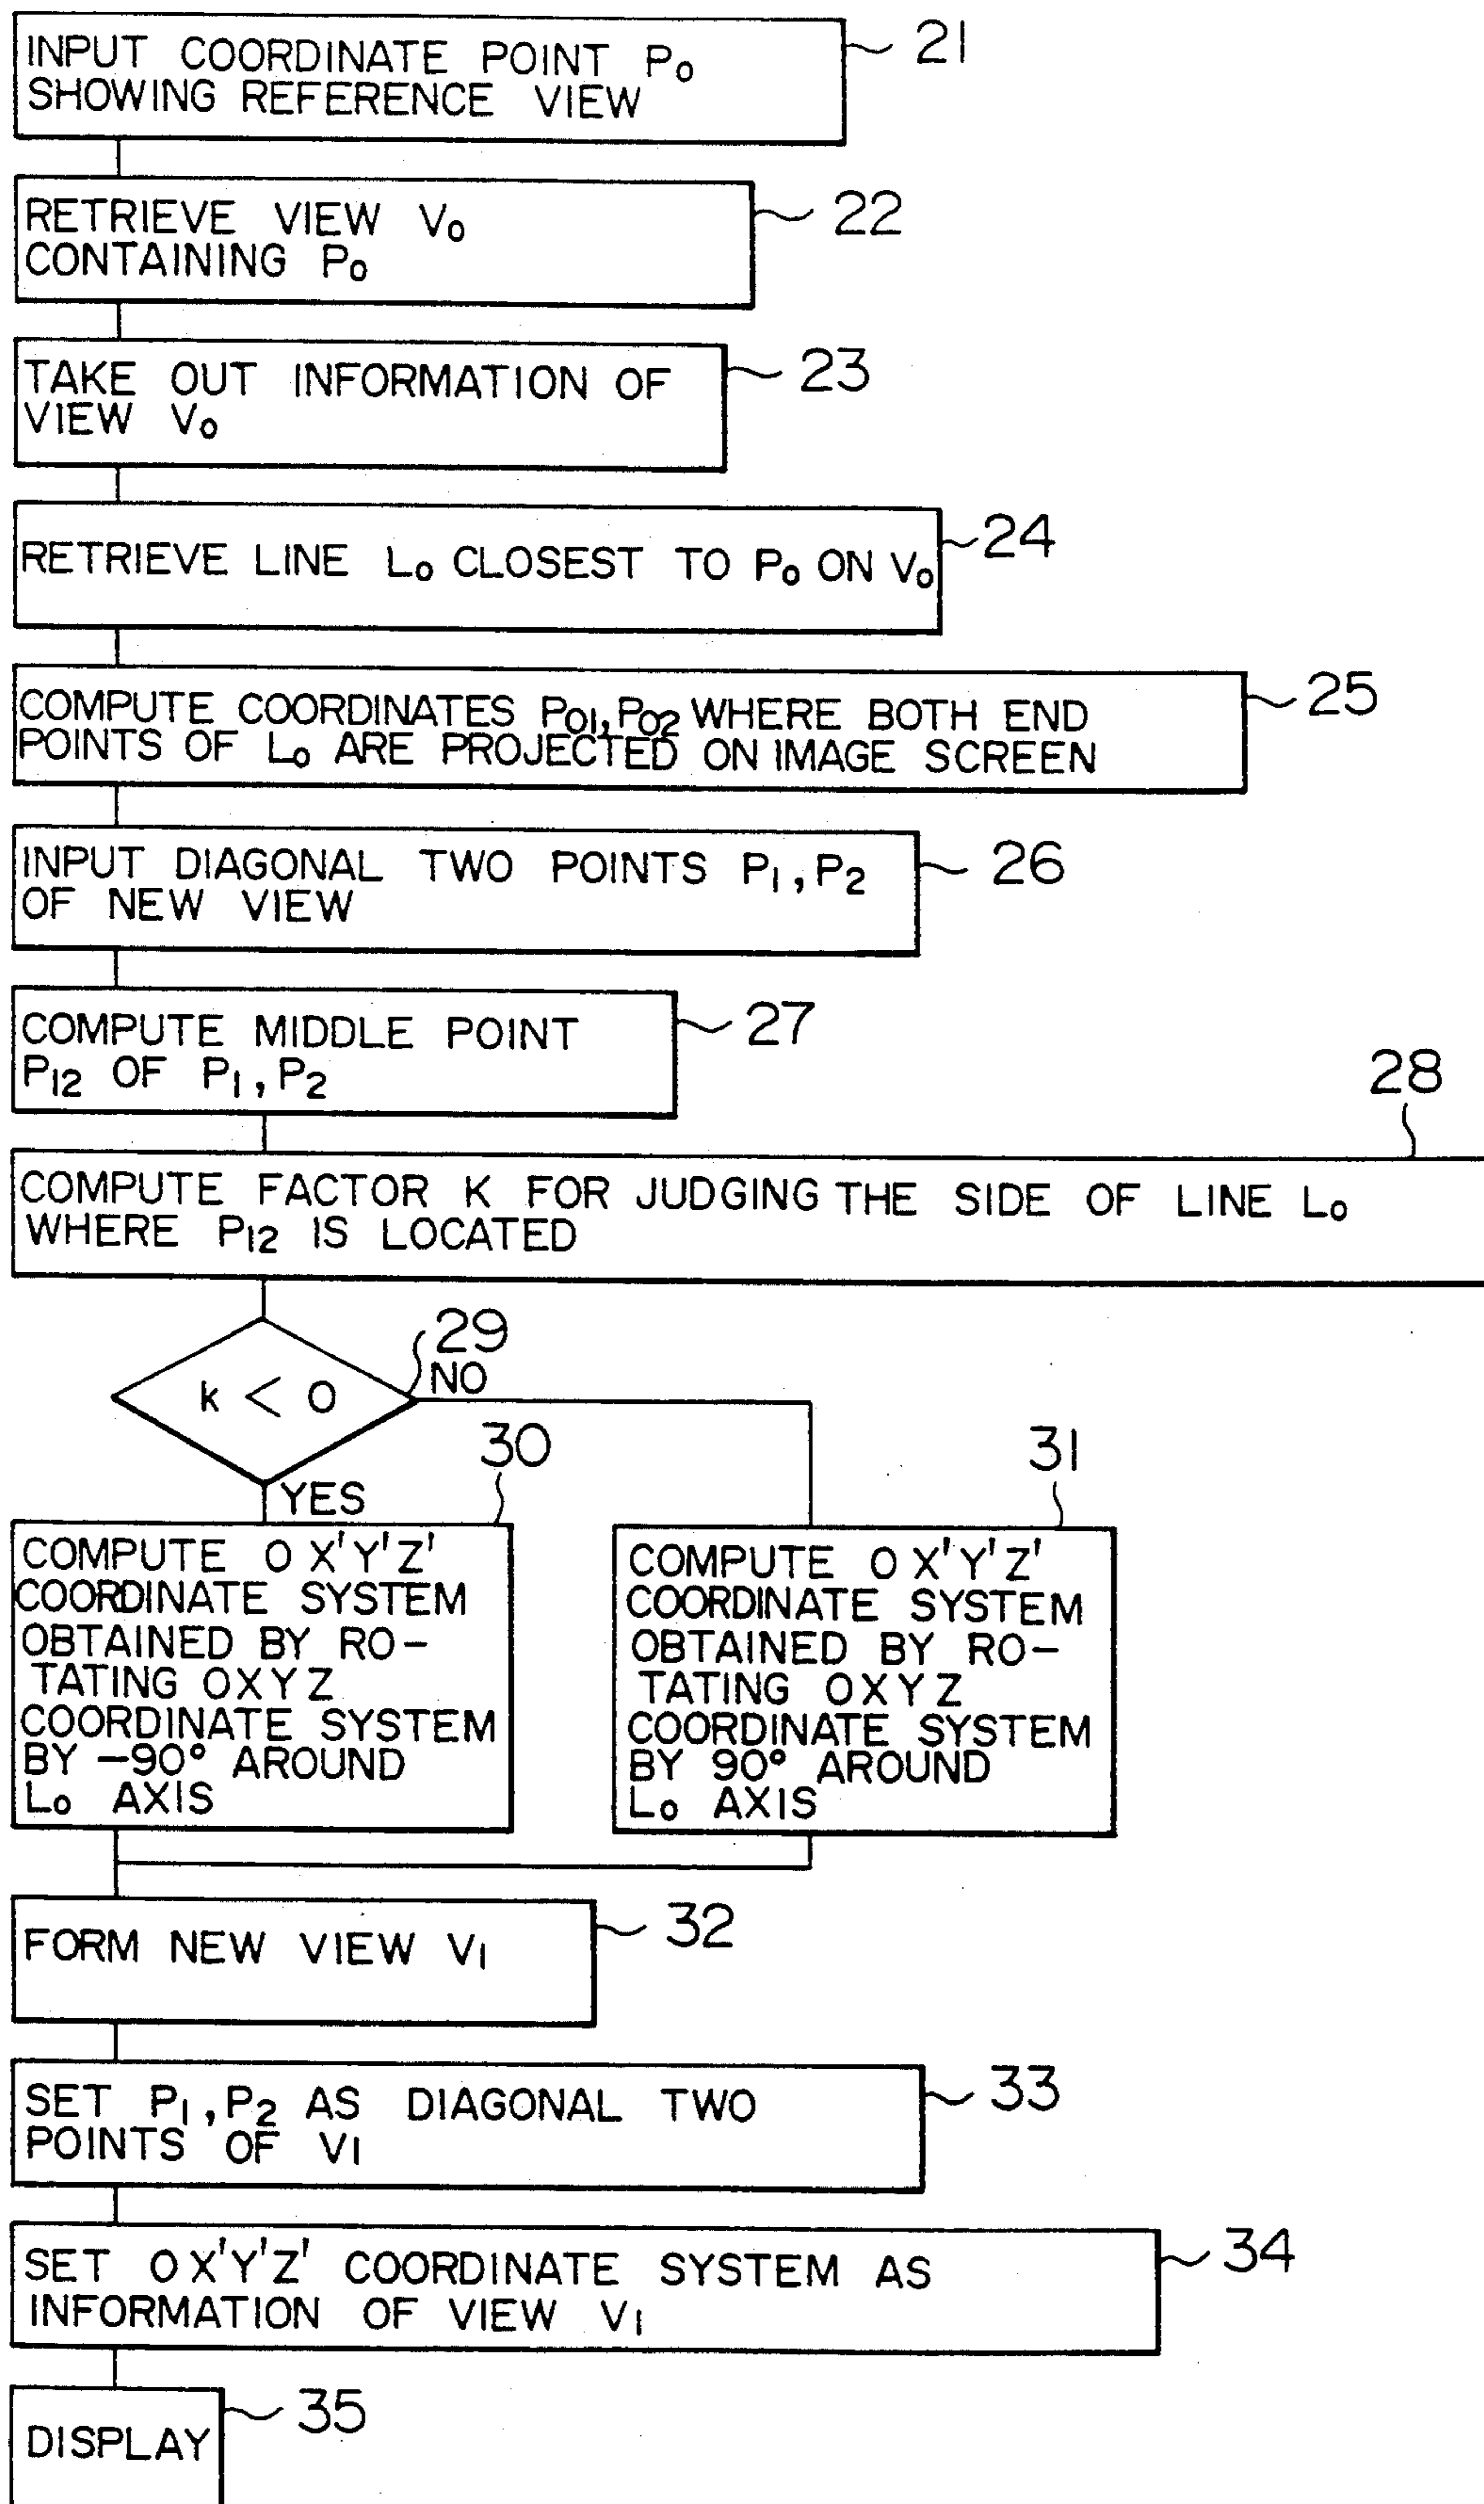 INPUT COORDINATE POINT P0
SHOWING REFERENCE VIEW
21
RETRIEVE VIEW V0
CONTAINING P0
22
TAKE OUT INFORMATION OF
VIEW V0
23
RETRIEVE LINE L0 CLOSEST TO P0 ON V0
24
COMPUTE COORDINATES P01, P02 WHERE BOTH END
POINTS OF L0 ARE PROJECTED ON IMAGE SCREEN
25
INPUT DIAGONAL TWO POINTS P1, P2
OF NEW VIEW
26
COMPUTE MIDDLE POINT
P12 OF P1, P2
27
28
COMPUTE FACTOR K FOR JUDGING THE SIDE OF LINE L0
WHERE P12 IS LOCATED
29
k < 0
NO
YES
30
COMPUTE O X'Y'Z'
COORDINATE SYSTEM
OBTAINED BY RO-
TATING OXYZ
COORDINATE SYSTEM
BY -90° AROUND
L0 AXIS
31
COMPUTE O X'Y'Z'
COORDINATE SYSTEM
OBTAINED BY RO-
TATING OXYZ
COORDINATE SYSTEM
BY 90° AROUND
L0 AXIS
FORM NEW VIEW V1
32
SET P1, P2 AS DIAGONAL TWO
POINTS OF V1
33
SET O X'Y'Z' COORDINATE SYSTEM AS
INFORMATION OF VIEW V1
34
DISPLAY
35